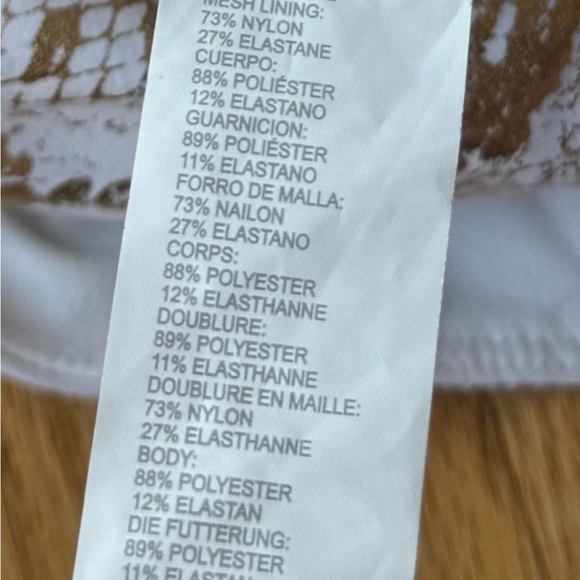 MESH LINING:
73% NYLON
27% ELASTANE
CUERPO:
88% POLIÉSTER
12% ELASTANO
GUARNICION:
89% POLIÉSTER
11% ELASTANO
FORRO DE MALLA:
73% NAILON
27% ELASTANO
CORPS:
88% POLYESTER
12% ELASTHANNE
DOUBLURE:
89% POLYESTER
11% ELASTHANNE
DOUBLURE EN MAILLE:
73% NYLON
27% ELASTHANNE
BODY:
88% POLYESTER
12% ELASTAN
DIE FUTTERUNG:
89% POLYESTER
11% ELASTAN